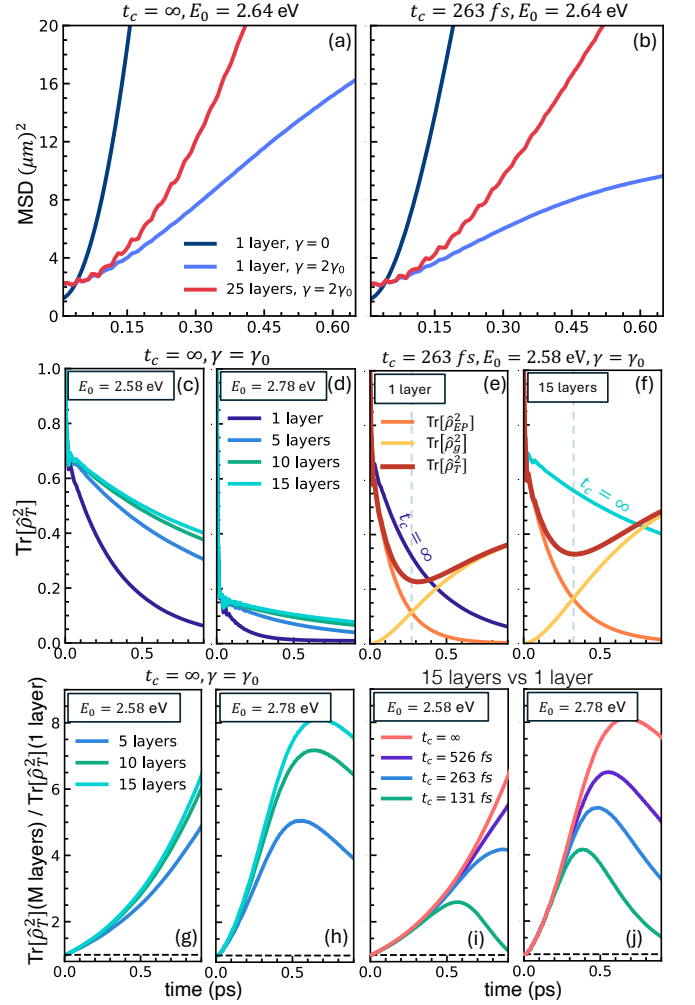 t_c = ∞, E_0 = 2.64 eV
t_c = 263 fs, E_0 = 2.64 eV
(a)
(b)
MSD (μm)^2
20
16
12
8
4
0
1 layer, γ = 0
1 layer, γ = 2γ_0
25 layers, γ = 2γ_0
0.15 0.30 0.45 0.60
0.15 0.30 0.45 0.60
t_c = ∞, γ = γ_0
t_c = 263 fs, E_0 = 2.58 eV, γ = γ_0
Tr[ρ̂_T^2]
1.0
0.8
0.6
0.4
0.2
0.0
(c)
E_0 = 2.58 eV
(d)
E_0 = 2.78 eV
1 layer
5 layers
10 layers
15 layers
(e)
1 layer
Tr[ρ̂_EP^2]
Tr[ρ̂_g^2]
Tr[ρ̂_T^2]
t_c = ∞
(f)
15 layers
t_c = ∞
0.0 0.5
0.0 0.5
0.0 0.5
0.0 0.5
t_c = ∞, γ = γ_0
15 layers vs 1 layer
Tr[ρ̂_T^2](M layers) / Tr[ρ̂_T^2](1 layer)
8
6
4
2
E_0 = 2.58 eV
5 layers
10 layers
15 layers
(g)
E_0 = 2.78 eV
(h)
E_0 = 2.58 eV
t_c = ∞
t_c = 526 fs
t_c = 263 fs
t_c = 131 fs
(i)
E_0 = 2.78 eV
(j)
0.0 0.5
0.0 0.5
0.0 0.5
0.0 0.5
time (ps)
time (ps)